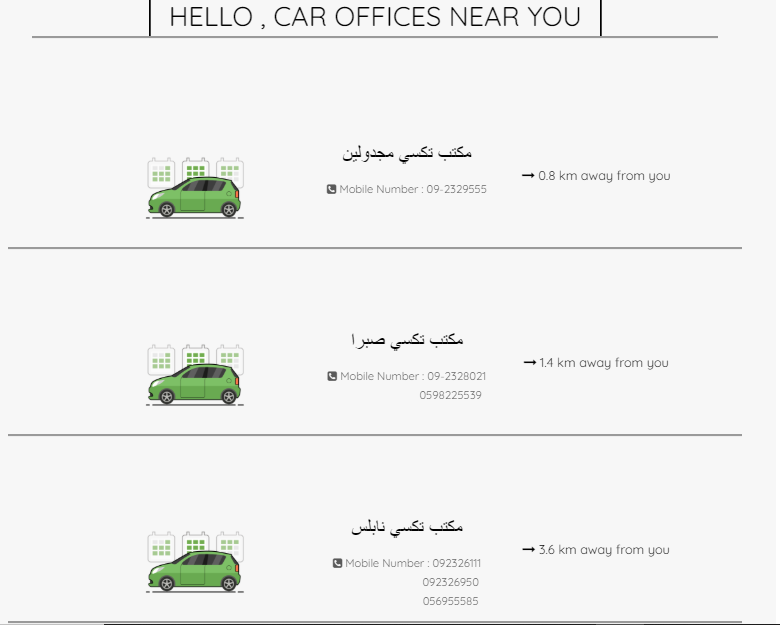 HELLO , CAR OFFICES NEAR YOU
مكتب تكسي مجدولين
Mobile Number : 09-2329555
0.8 km away from you
مكتب تكسي صبرا
Mobile Number : 09-2328021
0598225539
1.4 km away from you
مكتب تكسي نابلس
Mobile Number : 092326111
092326950
056955585
3.6 km away from you